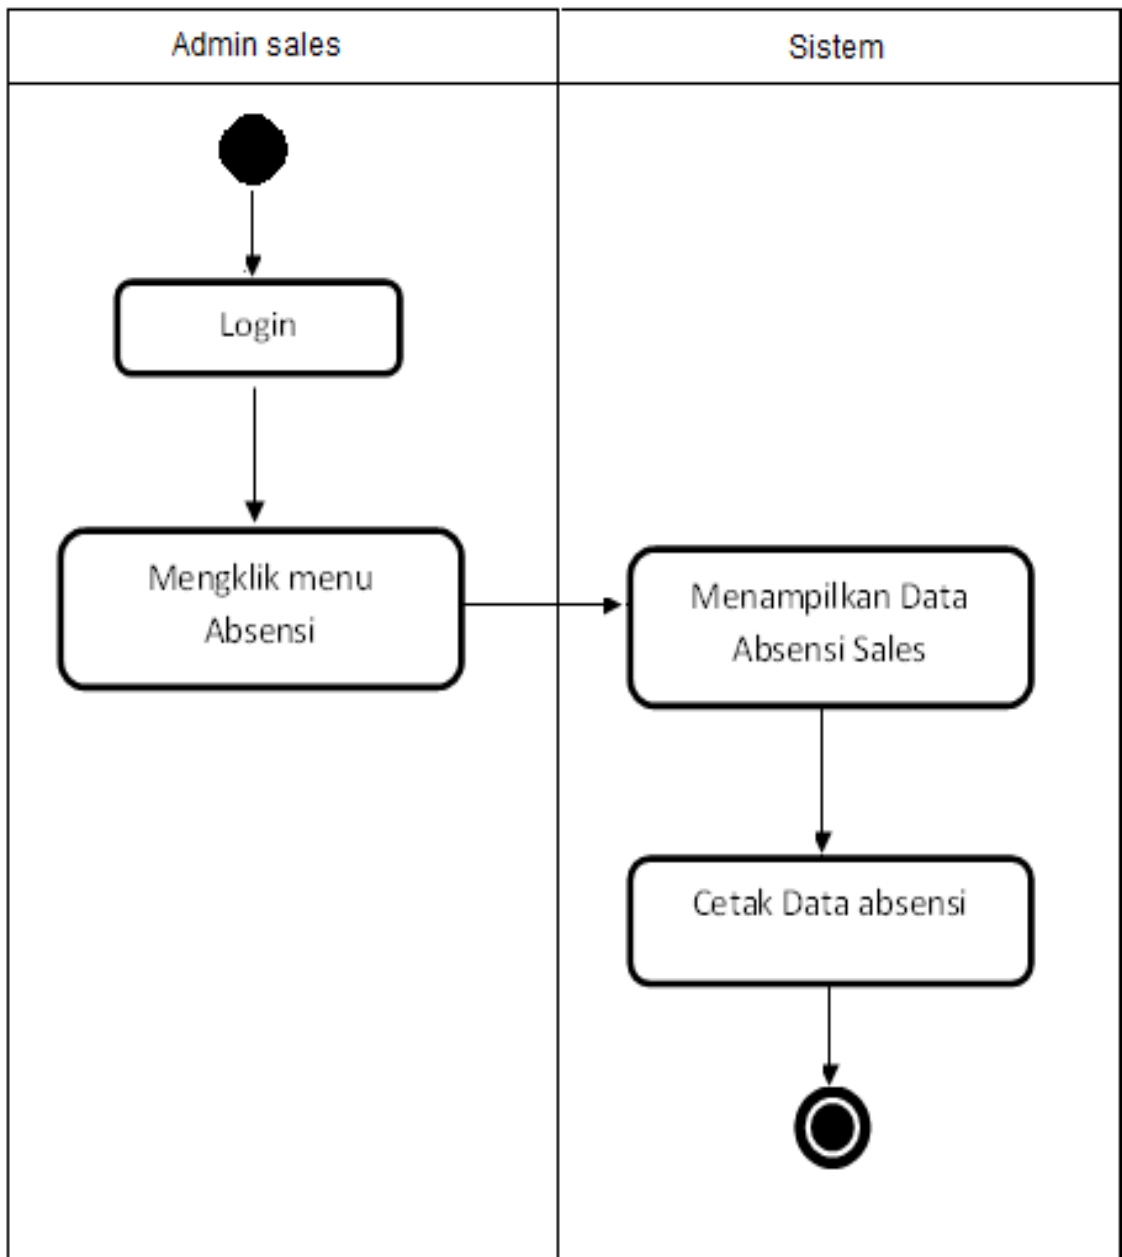 Admin sales
Sistem
Login
Mengklik menu
Absensi
Menampilkan Data
Absensi Sales
Cetak Data absensi